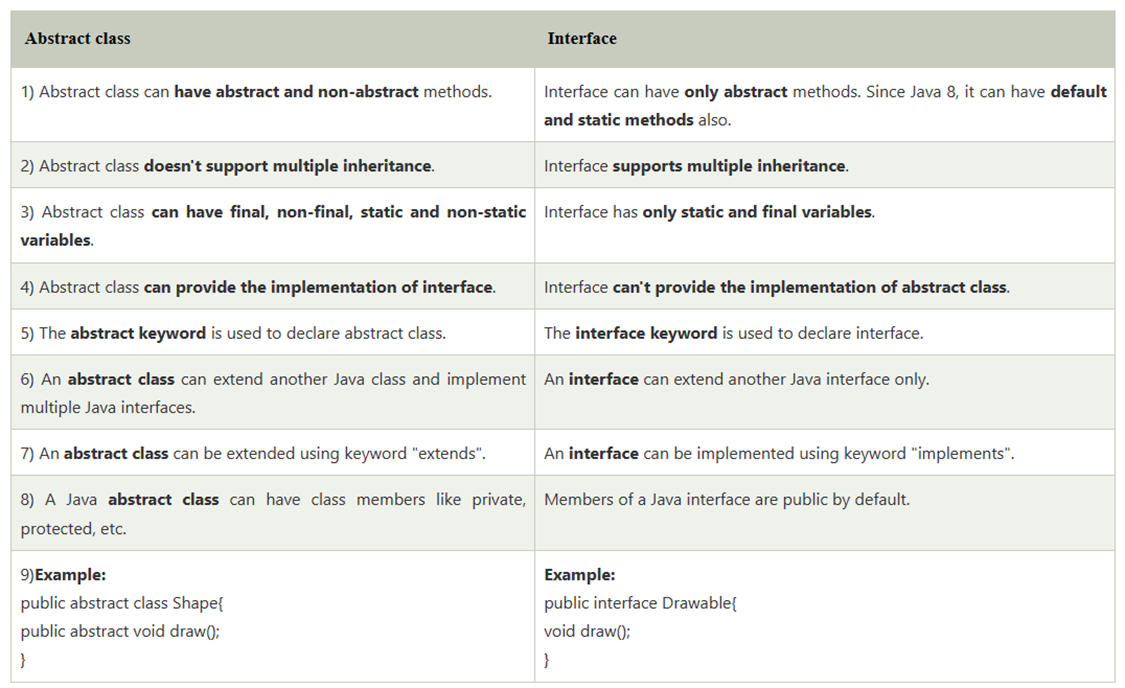 Abstract class
Interface
1) Abstract class can have abstract and non-abstract methods.
Interface can have only abstract methods. Since Java 8, it can have default
and static methods also.
2) Abstract class doesn't support multiple inheritance.
Interface supports multiple inheritance.
3) Abstract class can have final, non-final, static and non-static
variables.
Interface has only static and final variables.
4) Abstract class can provide the implementation of interface.
Interface can't provide the implementation of abstract class.
5) The abstract keyword is used to declare abstract class.
The interface keyword is used to declare interface.
6) An abstract class can extend another Java class and implement
multiple Java interfaces.
An interface can extend another Java interface only.
7) An abstract class can be extended using keyword "extends".
An interface can be implemented using keyword "implements".
8) A Java abstract class can have class members like private,
protected, etc.
Members of a Java interface are public by default.
9)Example:
public abstract class Shape{
public abstract void draw();
}
Example:
public interface Drawable{
void draw();
}